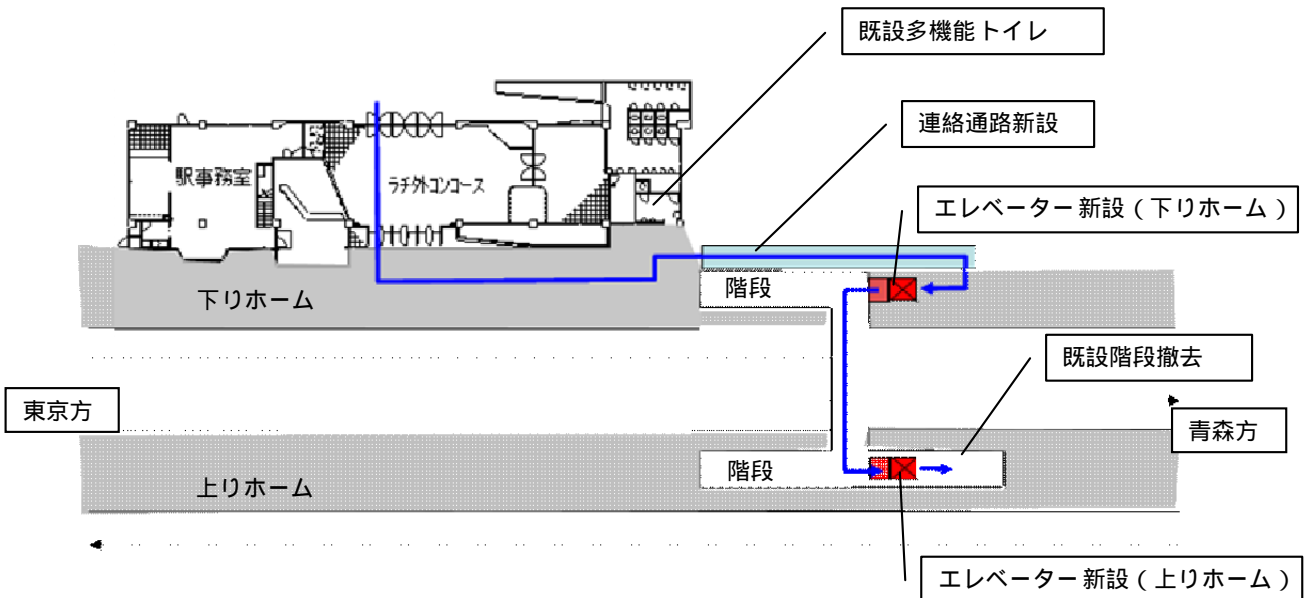 既設多機能トイレ
連絡通路新設
駅事務室
ラチ外コンコース
エレベーター新設（下りホーム）
階段
下りホーム
既設階段撤去
東京方
青森方
階段
上りホーム
エレベーター新設（上りホーム）